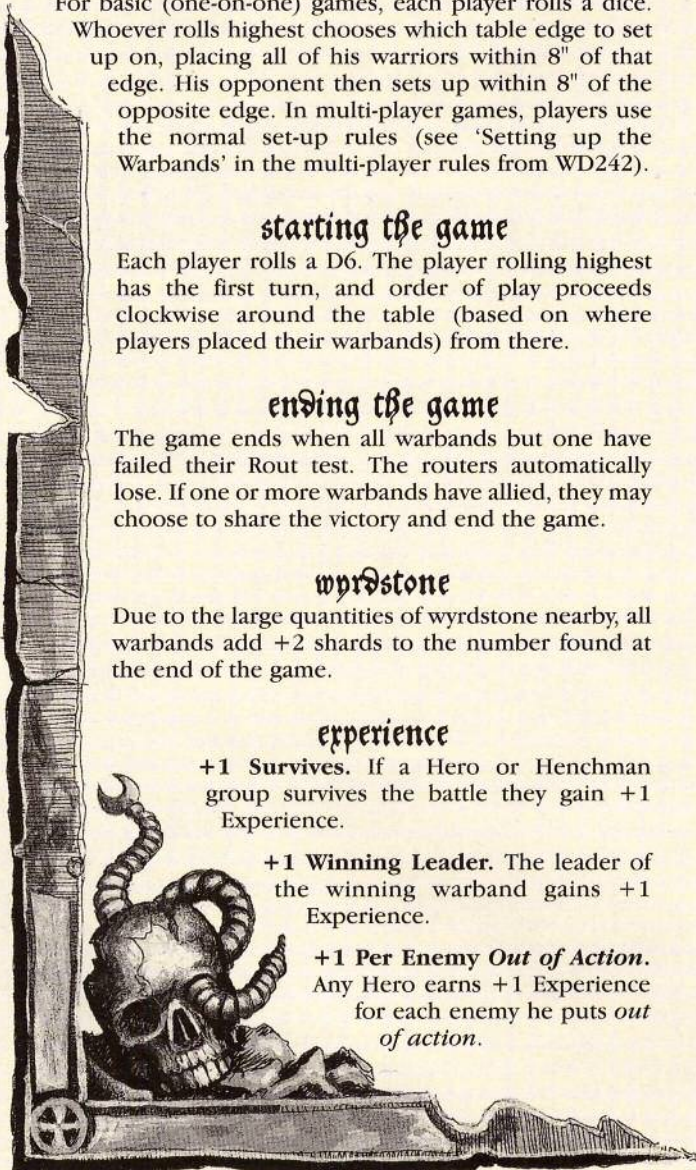 For basic (one-on-one) games, each player rolls a dice.
Whoever rolls highest chooses which table edge to set
up on, placing all of his warriors within 8" of that
edge. His opponent then sets up within 8" of the
opposite edge. In multi-player games, players use
the normal set-up rules (see ‘Setting up the
Warbands’ in the multi-player rules from WD242).
starting the game
Each player rolls a D6. The player rolling highest
has the first turn, and order of play proceeds
clockwise around the table (based on where
players placed their warbands) from there.
ending the game
The game ends when all warbands but one have
failed their Rout test. The routers automatically
lose. If one or more warbands have allied, they may
choose to share the victory and end the game.
wyrdstone
Due to the large quantities of wyrdstone nearby, all
warbands add +2 shards to the number found at
the end of the game.
experience
+1 Survives. If a Hero or Henchman
group survives the battle they gain +1
Experience.
+1 Winning Leader. The leader of
the winning warband gains +1
Experience.
+1 Per Enemy Out of Action.
Any Hero earns +1 Experience
for each enemy he puts out
of action.